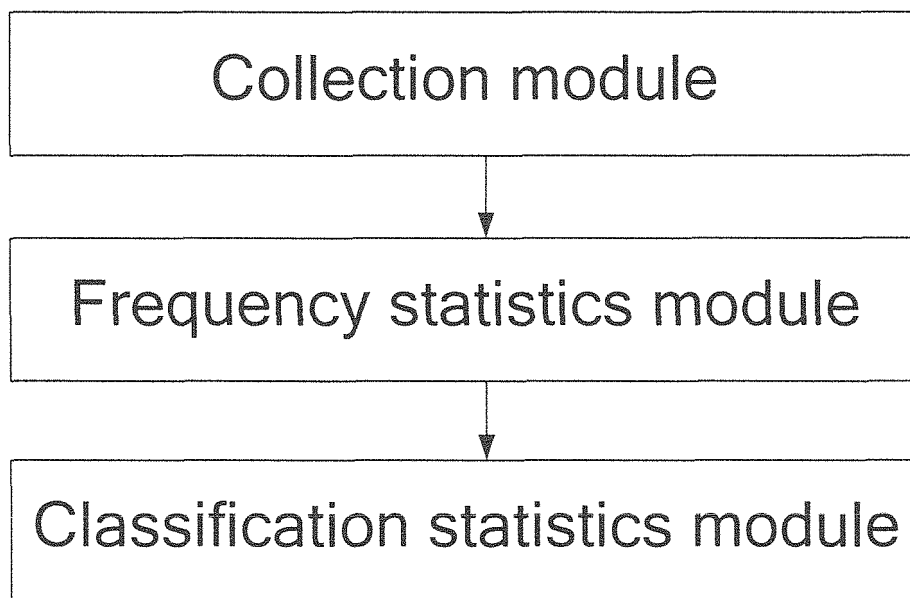 Collection module
Frequency statistics module
Classification statistics module